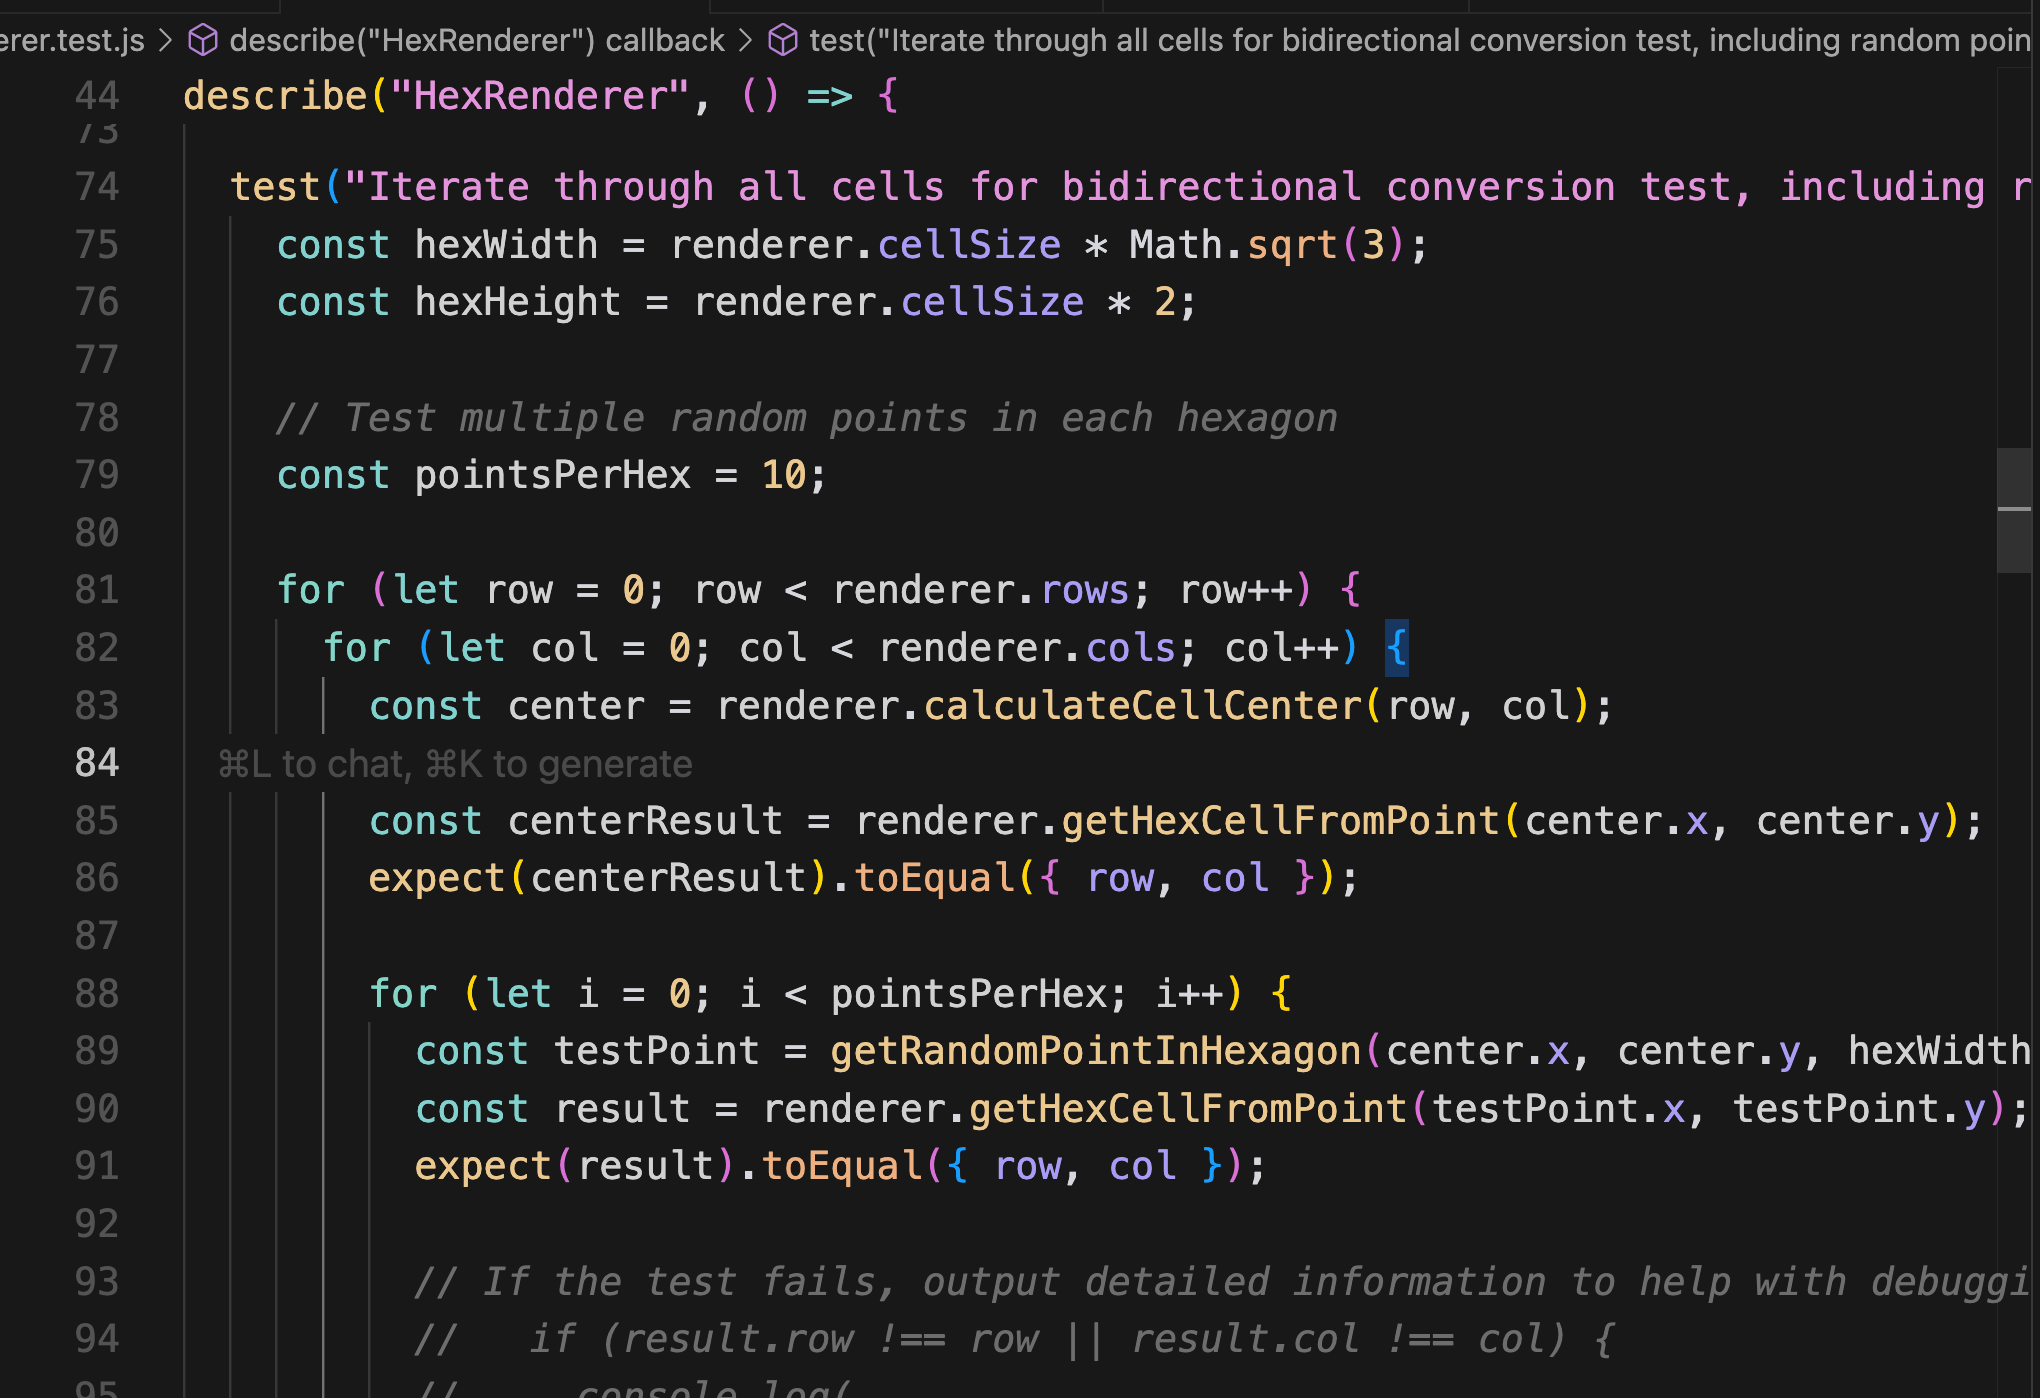 erer.test.js > describe("HexRenderer") callback > test("Iterate through all cells for bidirectional conversion test, including random poin
44 describe("HexRenderer", () => {
73
74 test("Iterate through all cells for bidirectional conversion test, including r
75 const hexWidth = renderer.cellSize * Math.sqrt(3);
76 const hexHeight = renderer.cellSize * 2;
77
78 // Test multiple random points in each hexagon
79 const pointsPerHex = 10;
80
81 for (let row = 0; row < renderer.rows; row++) {
82 for (let col = 0; col < renderer.cols; col++) {
83 const center = renderer.calculateCellCenter(row, col);
84 ⌘L to chat, ⌘K to generate
85 const centerResult = renderer.getHexCellFromPoint(center.x, center.y);
86 expect(centerResult).toEqual({ row, col });
87
88 for (let i = 0; i < pointsPerHex; i++) {
89 const testPoint = getRandomPointInHexagon(center.x, center.y, hexWidth
90 const result = renderer.getHexCellFromPoint(testPoint.x, testPoint.y);
91 expect(result).toEqual({ row, col });
92
93 // If the test fails, output detailed information to help with debuggi
94 // if (result.row !== row || result.col !== col) {
95 // console.log(